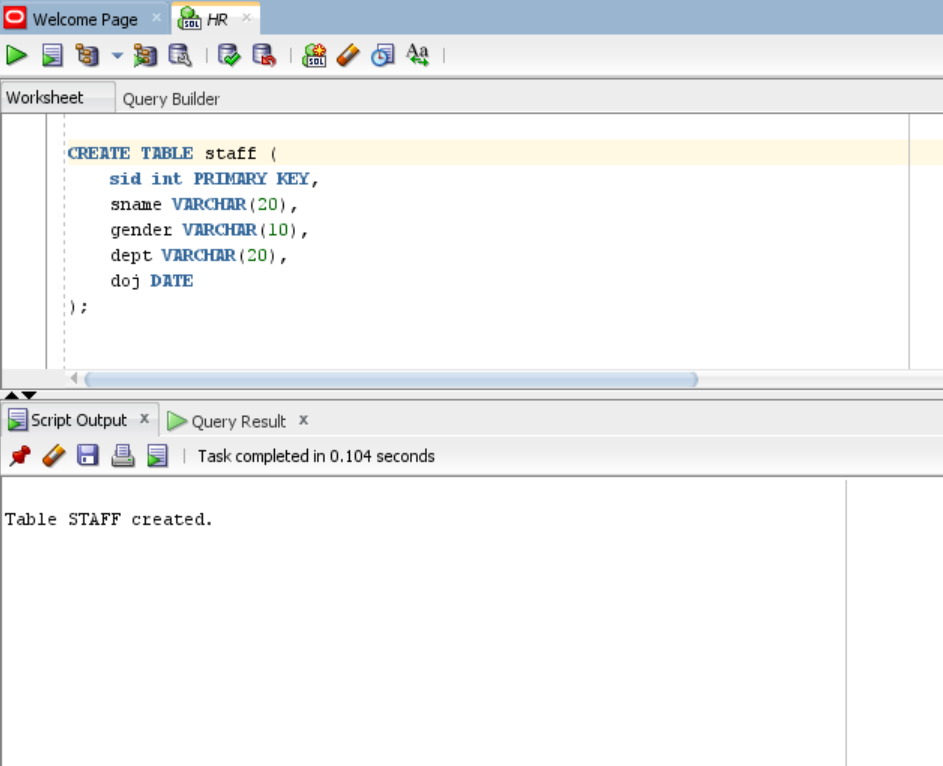 Welcome Page HR
Worksheet Query Builder
CREATE TABLE staff (
    sid int PRIMARY KEY,
    sname VARCHAR(20),
    gender VARCHAR(10),
    dept VARCHAR(20),
    doj DATE
);
Script Output x Query Result x
Task completed in 0.104 seconds
Table STAFF created.